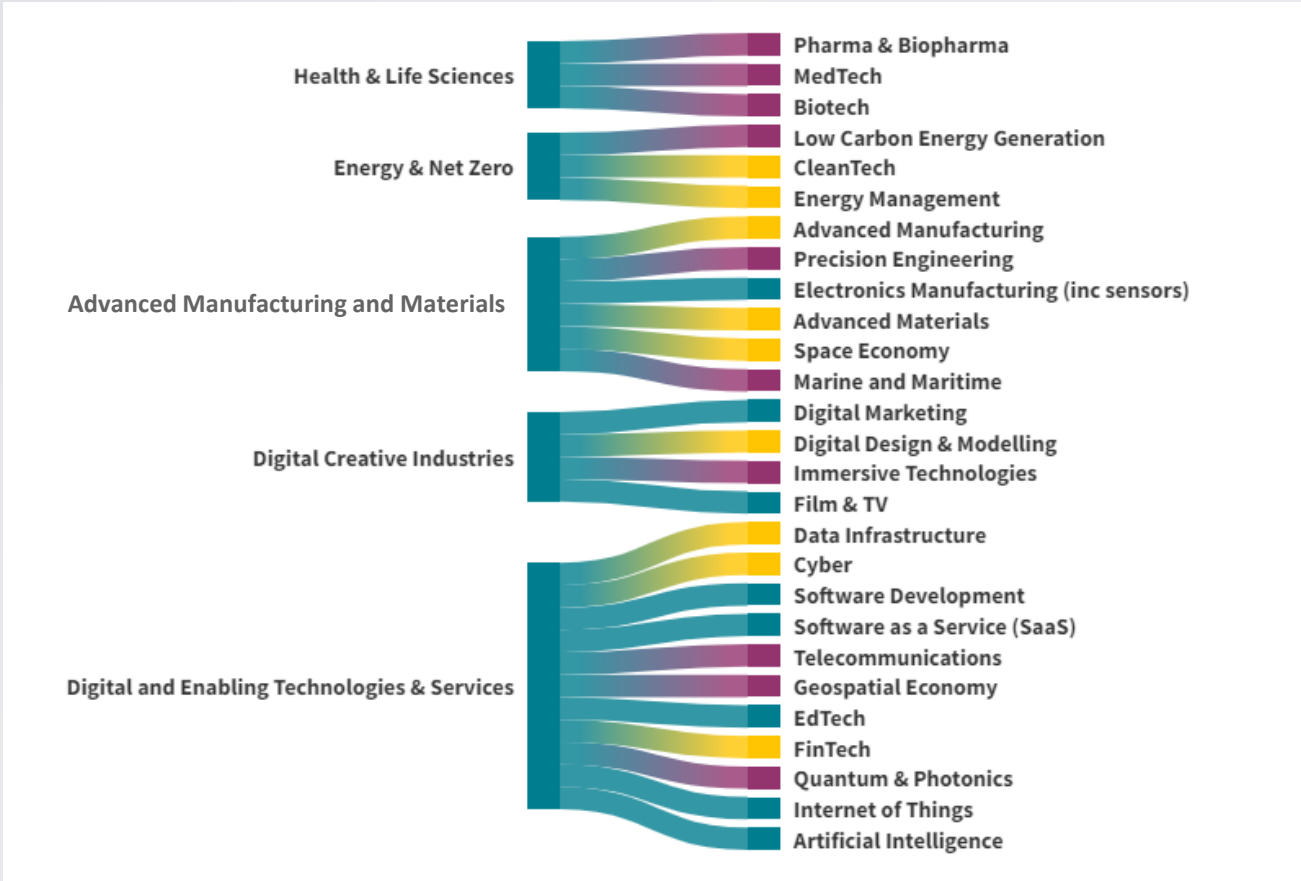 Health & Life Sciences
Pharma & Biopharma
MedTech
Biotech
Energy & Net Zero
Low Carbon Energy Generation
CleanTech
Energy Management
Advanced Manufacturing and Materials
Advanced Manufacturing
Precision Engineering
Electronics Manufacturing (inc sensors)
Advanced Materials
Space Economy
Marine and Maritime
Digital Creative Industries
Digital Marketing
Digital Design & Modelling
Immersive Technologies
Film & TV
Digital and Enabling Technologies & Services
Data Infrastructure
Cyber
Software Development
Software as a Service (SaaS)
Telecommunications
Geospatial Economy
EdTech
FinTech
Quantum & Photonics
Internet of Things
Artificial Intelligence